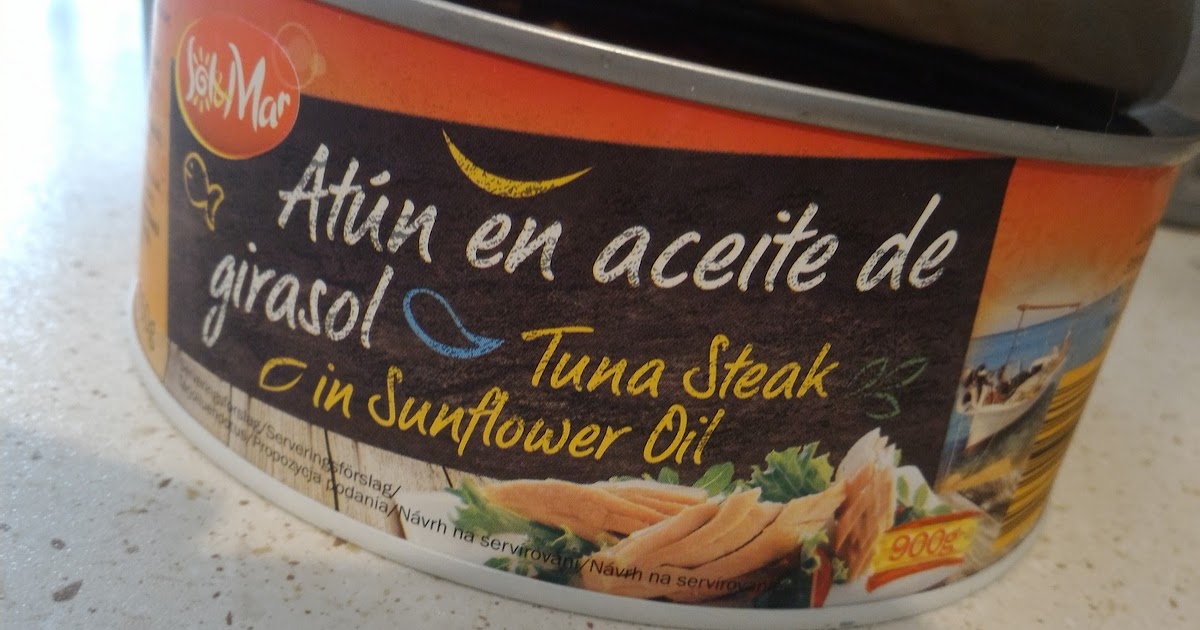 Sol&Mar
Atún en aceite de
girasol
Tuna Steak
in Sunflower Oil
Serveringsforslag/Serveringsförslag/
Propozycja podania/Návrh na servírování/Návrh na servírovan
900g